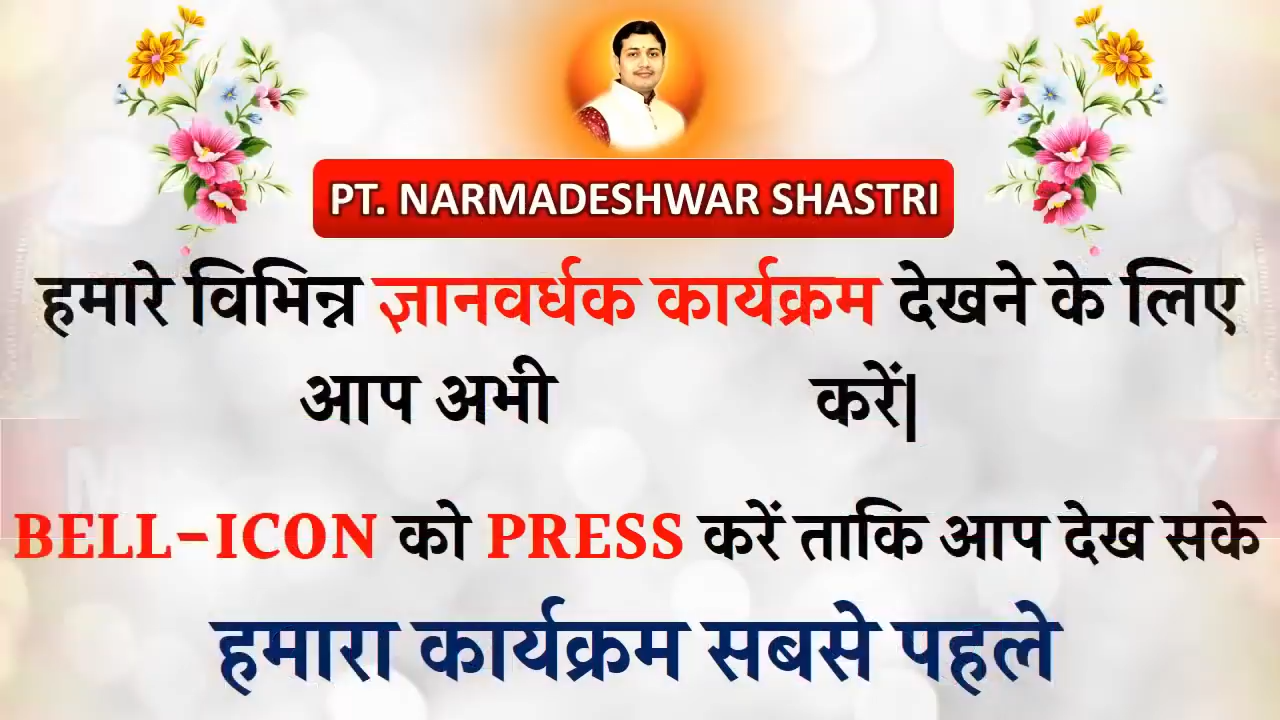 PT. NARMADESHWAR SHASTRI
हमारे विभिन्न ज्ञानवर्धक कार्यक्रम देखने के लिए
आप अभी करें|
BELL-ICON को PRESS करें ताकि आप देख सके
हमारा कार्यक्रम सबसे पहले